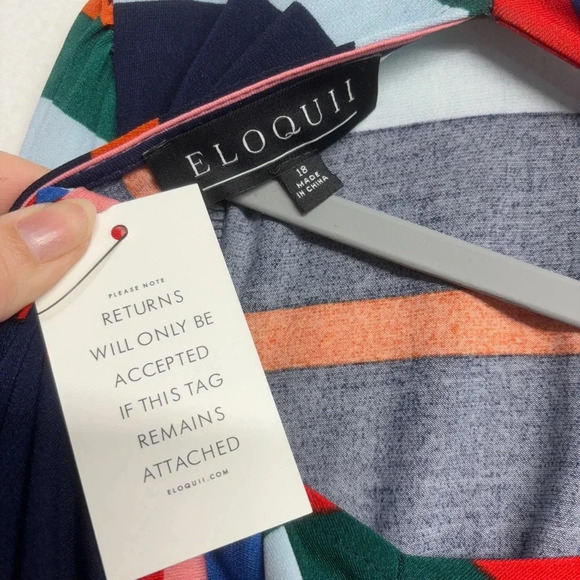 ELOQUII
18
MADE
IN CHINA
PLEASE NOTE
RETURNS
WILL ONLY BE
ACCEPTED
IF THIS TAG
REMAINS
ATTACHED
ELOQUII.COM